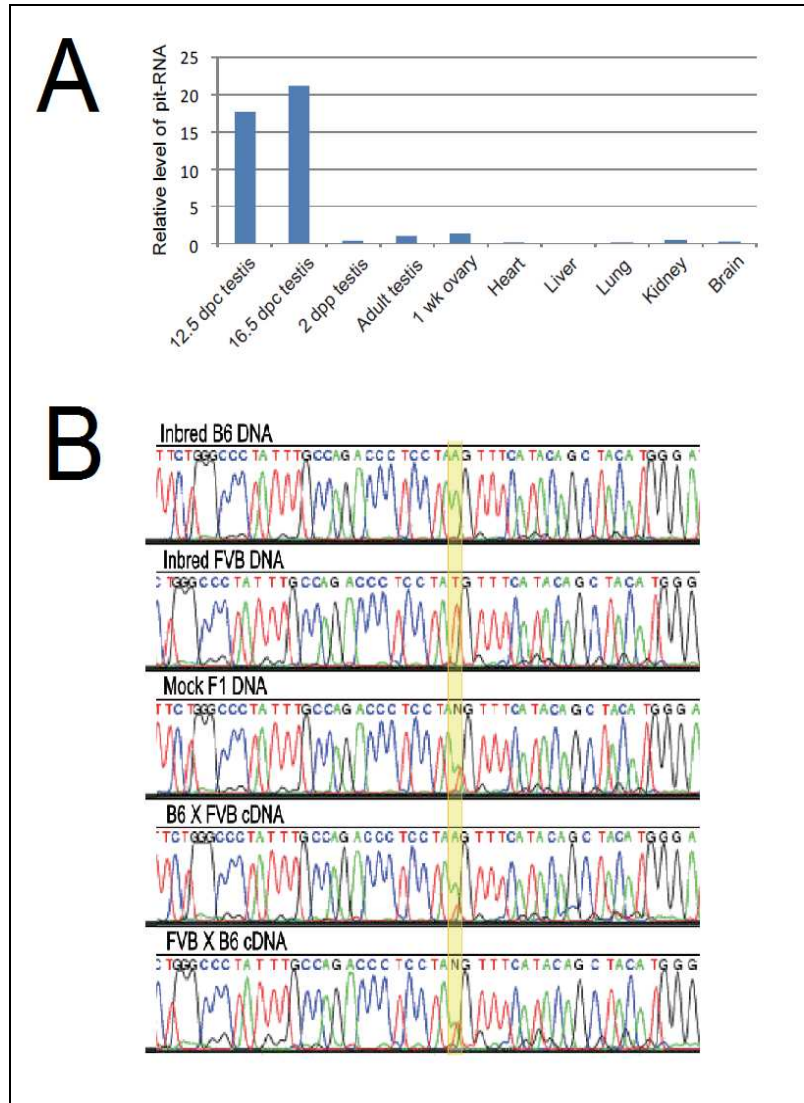 A
Relative level of pit-RNA
25
20
15
10
5
0
12.5 dpc testis
16.5 dpc testis
2 dpp testis
Adult testis
1 wk ovary
Heart
Liver
Lung
Kidney
Brain
B
Inbred B6 DNA
TTCTGGGCCCTATTTGCCAGACCCTCCTAAGTTTCATACAGCTACATGGGA
Inbred FVB DNA
CTGGGCCCTATTTGCCAGACCCTCCTATGTTTCATACAGCTACATGGG
Mock F1 DNA
TTCTGGGCCCTATTTGCCAGACCCTCCTANGTTTCATACAGCTACATGGGA
B6 X FVB cDNA
TTCTGGGCCCTATTTGCCAGACCCTCCTAAGTTTCATACAGCTACATGGGA
FVB X B6 cDNA
CTGGGCCCTATTTGCCAGACCCTCCTANGTTTCATACAGCTACATGGG